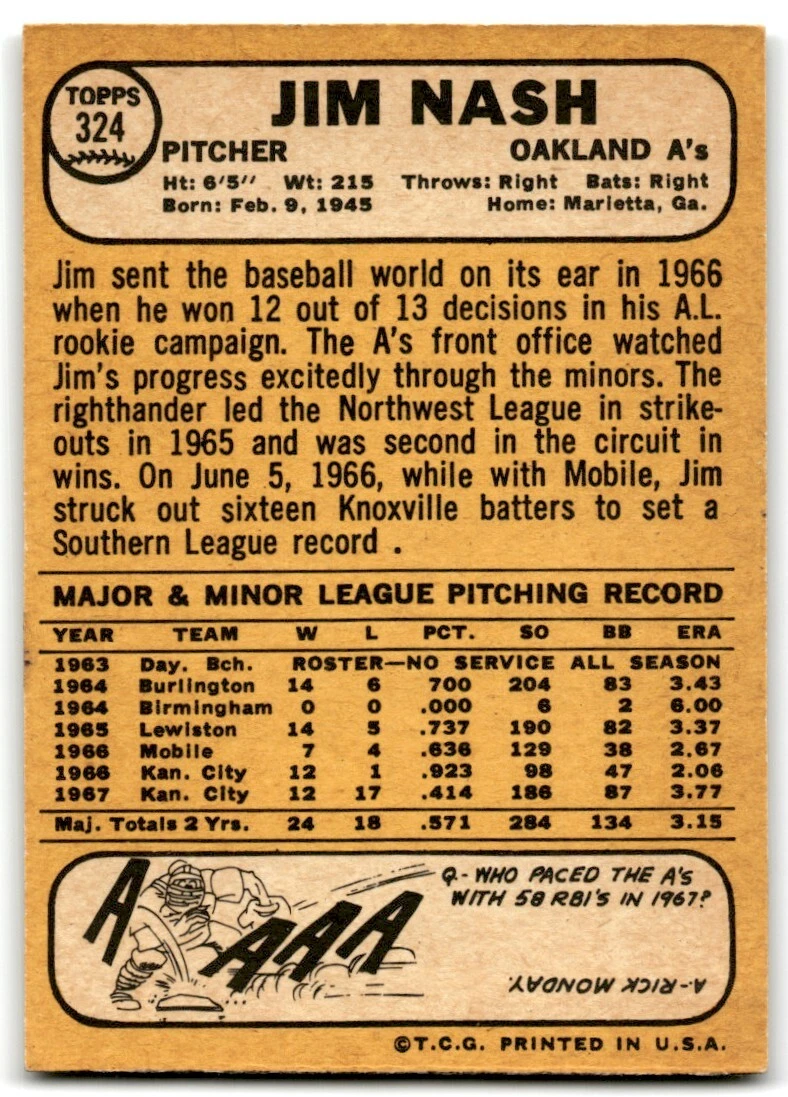 TOPPS
324
JIM NASH
PITCHER OAKLAND A's
Ht: 6'5" Wt: 215 Throws: Right Bats: Right
Born: Feb. 9, 1945 Home: Marietta, Ga.
Jim sent the baseball world on its ear in 1966
when he won 12 out of 13 decisions in his A.L.
rookie campaign. The A's front office watched
Jim's progress excitedly through the minors. The
righthander led the Northwest League in strike-
outs in 1965 and was second in the circuit in
wins. On June 5, 1966, while with Mobile, Jim
struck out sixteen Knoxville batters to set a
Southern League record .
MAJOR & MINOR LEAGUE PITCHING RECORD
YEAR TEAM W L PCT. SO BB ERA
1963 Day. Bch. ROSTER—NO SERVICE ALL SEASON
1964 Burlington 14 6 700 204 83 3.43
1964 Birmingham 0 0 .000 6 2 6.00
1965 Lewiston 14 5 .737 190 82 3.37
1966 Mobile 7 4 .636 129 38 2.67
1966 Kan. City 12 1 .923 98 47 2.06
1967 Kan. City 12 17 .414 186 87 3.77
Maj. Totals 2 Yrs. 24 18 .571 284 134 3.15
A AAA
Q-WHO PACED THE A'S
WITH 58 RBI'S IN 1967?
A-RICK MONDAY.
©T.C.G. PRINTED IN U.S.A.